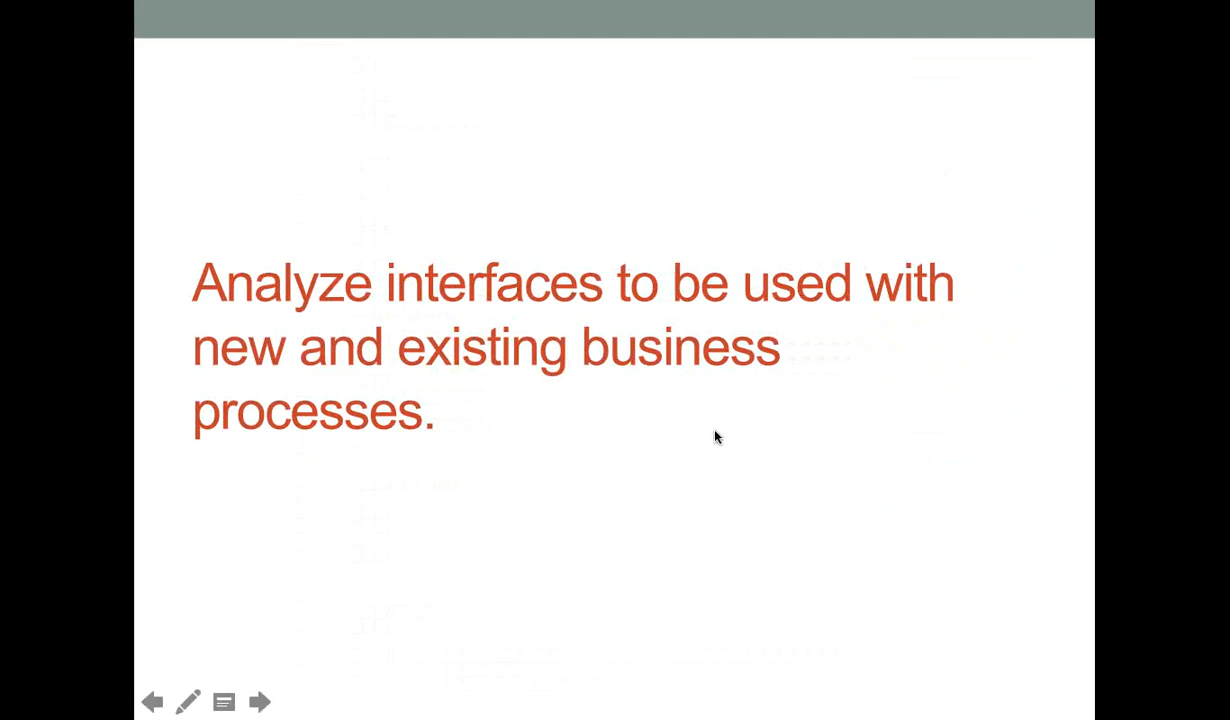 Analyze interfaces to be used with
new and existing business
processes.